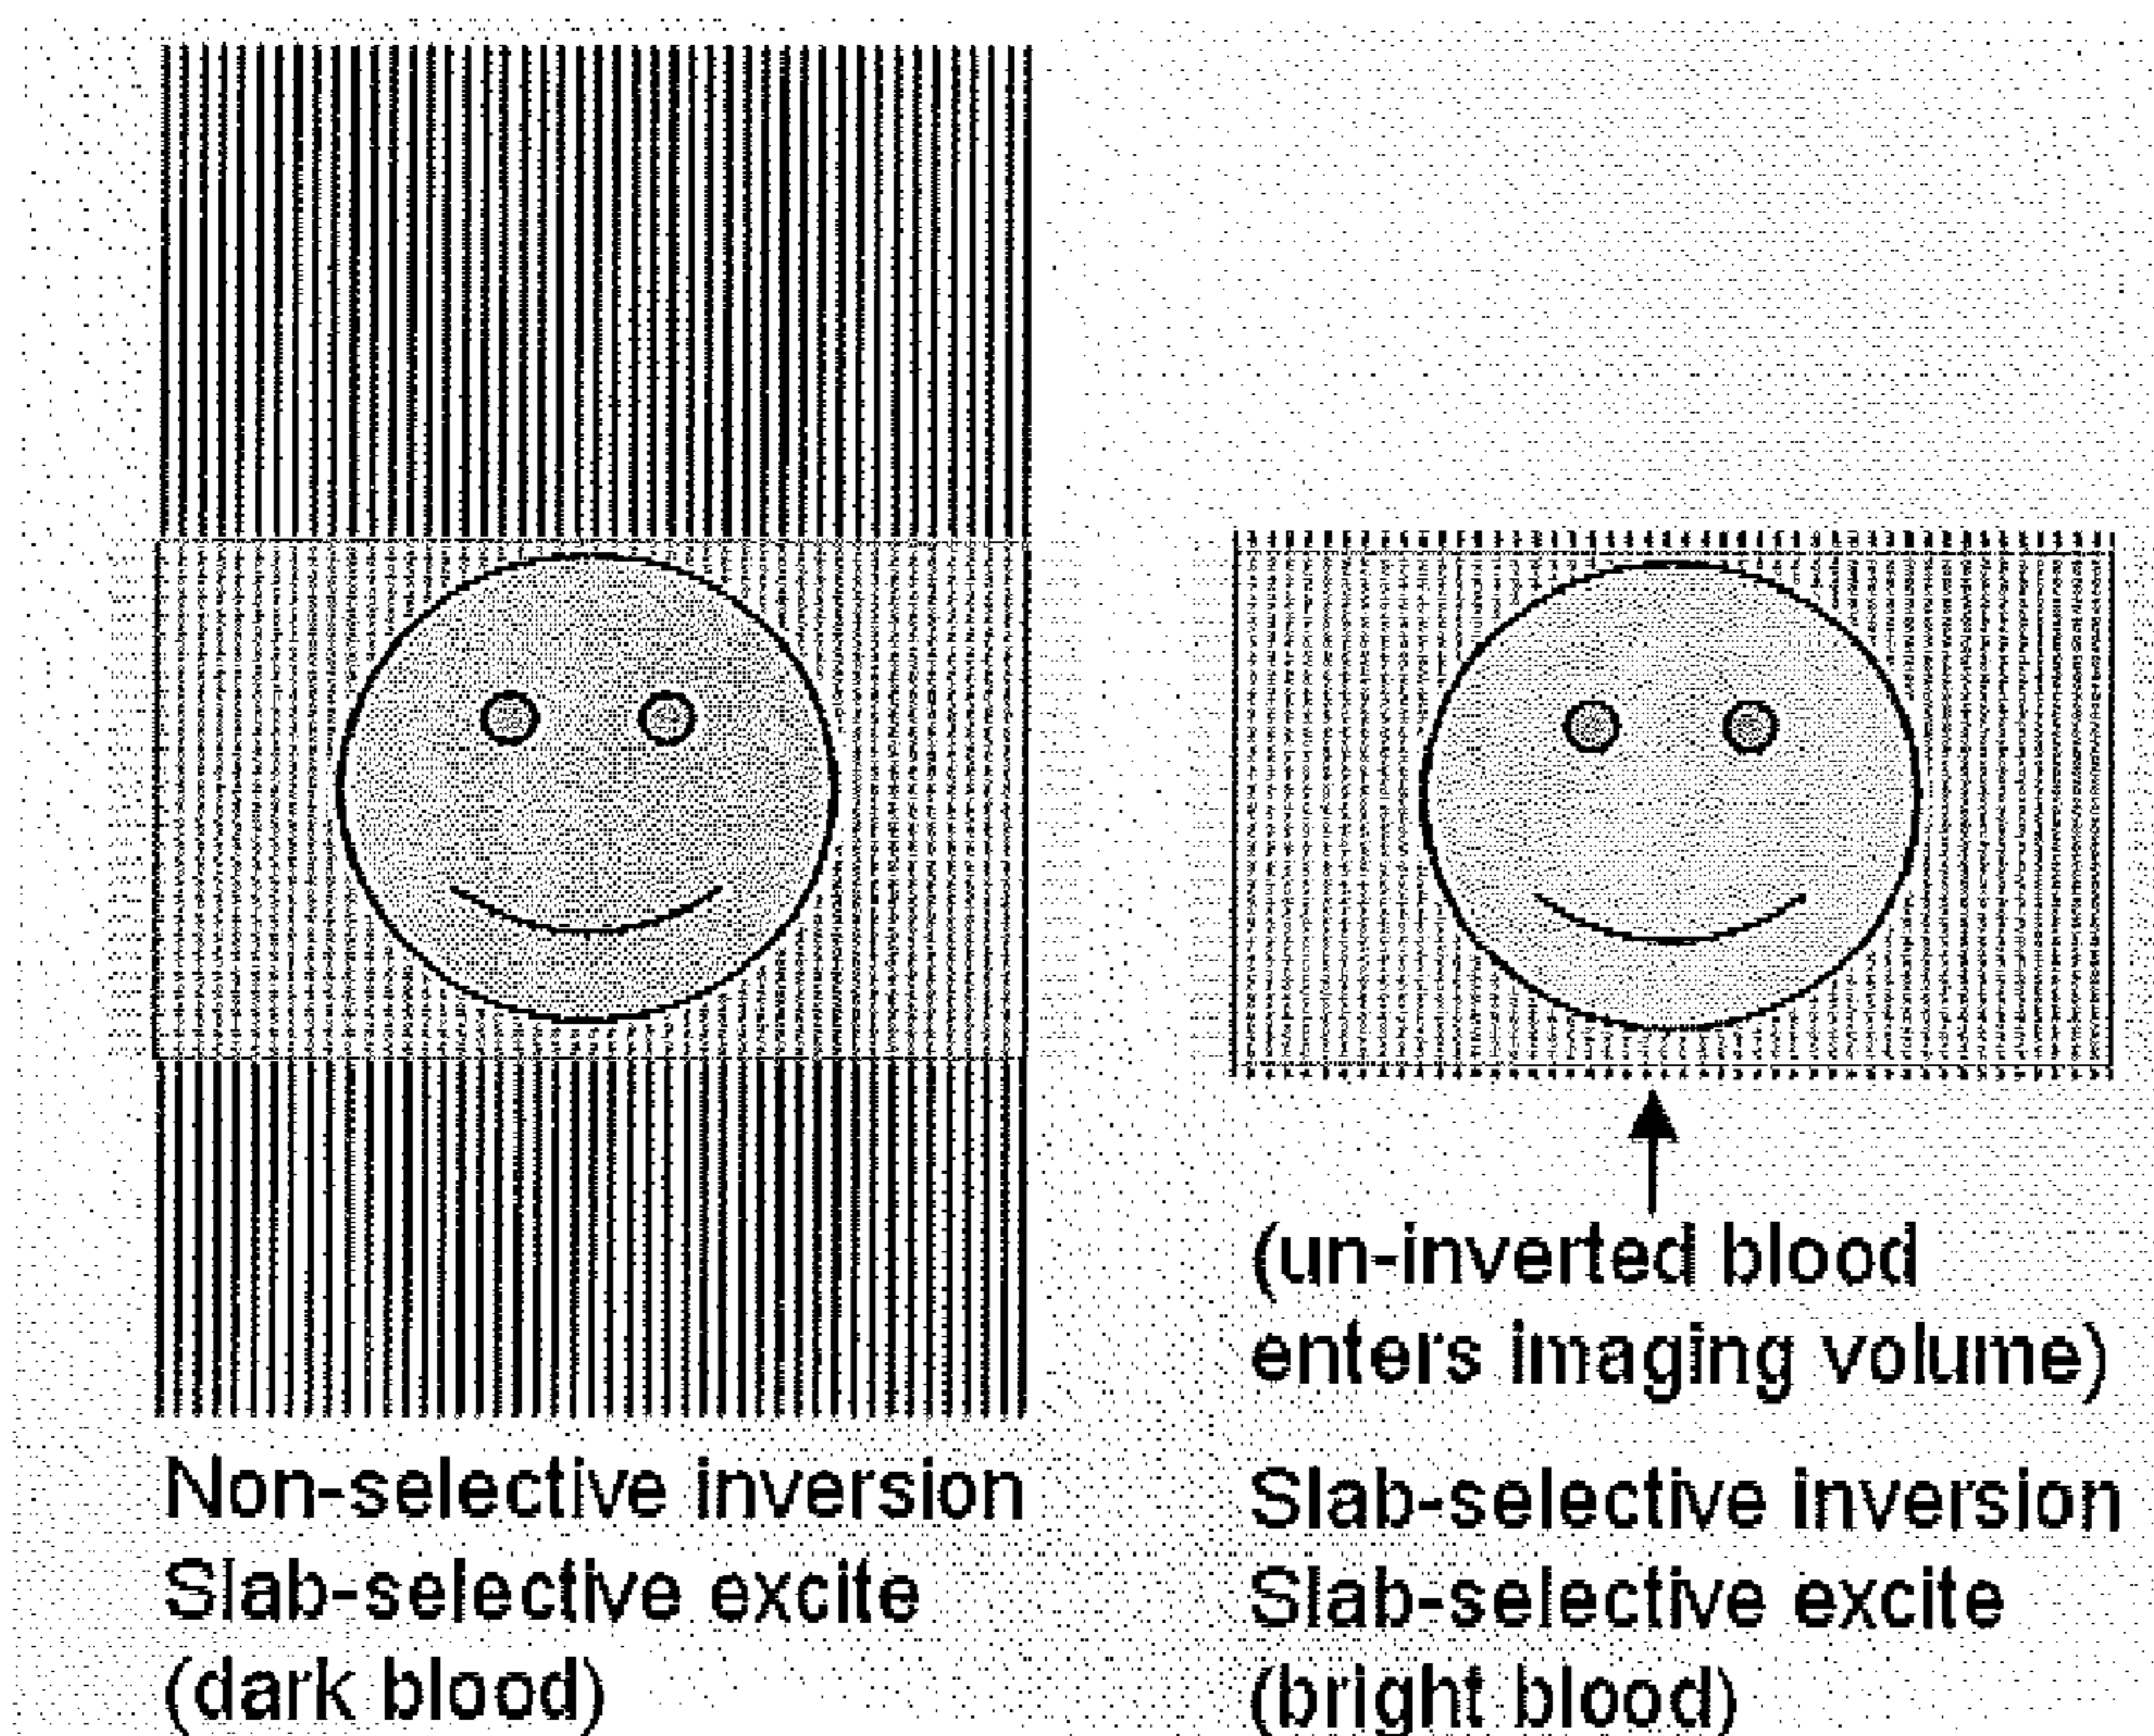 Non-selective inversion
Slab-selective excite
(dark blood)
(un-inverted blood
enters imaging volume)
Slab-selective inversion
Slab-selective excite
(bright blood)